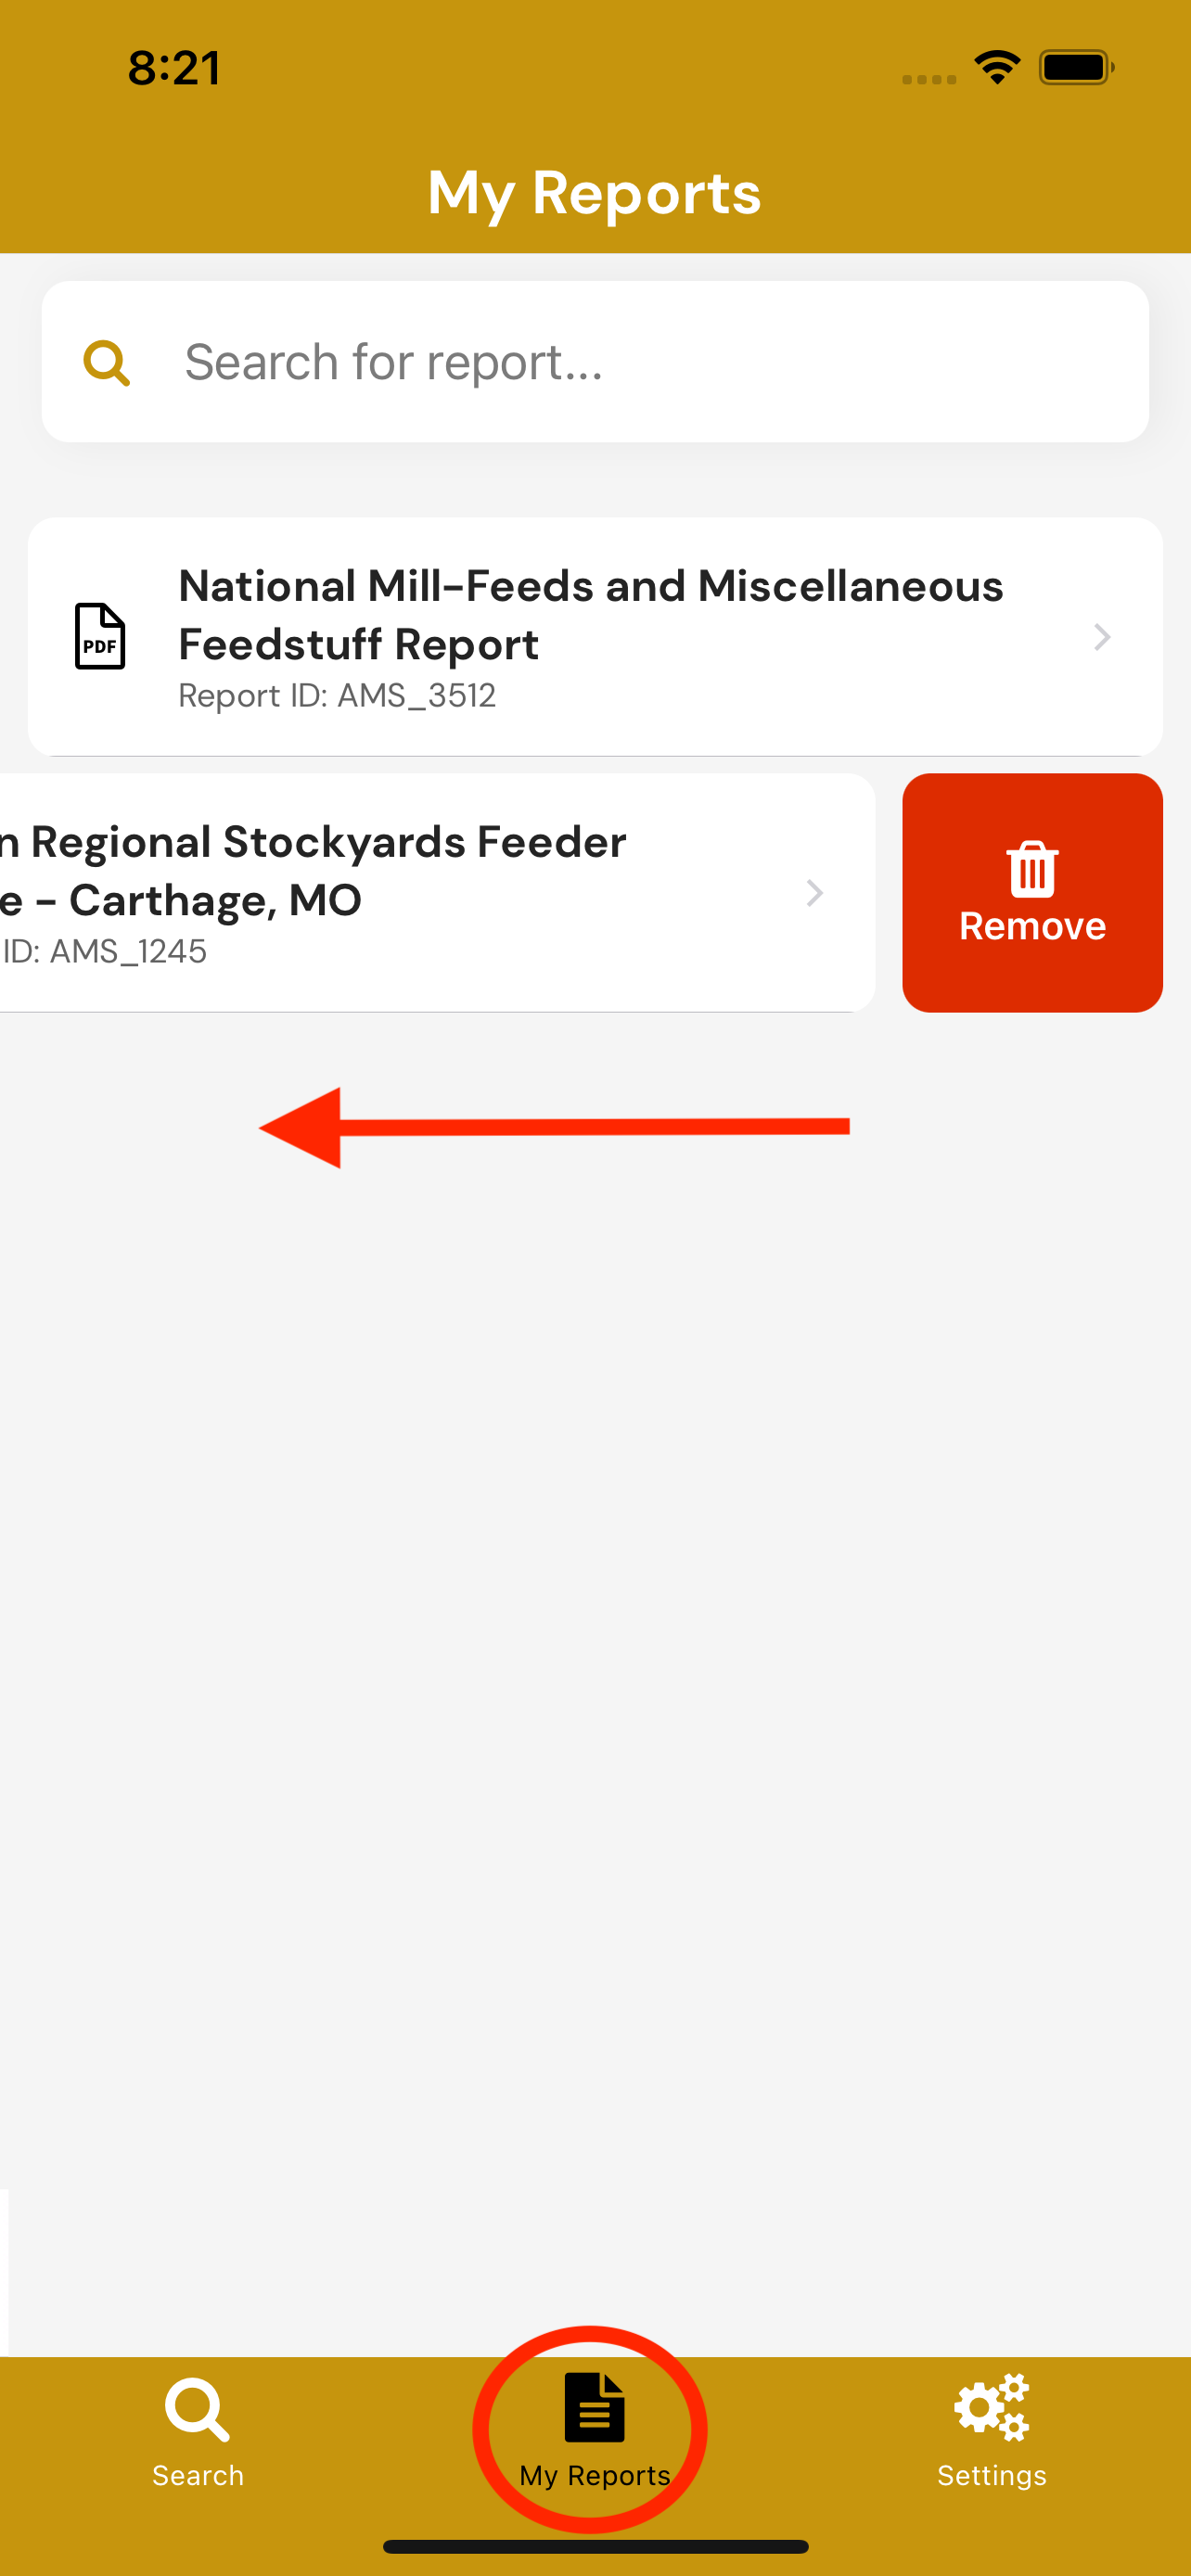 8:21
My Reports
Search for report...
National Mill-Feeds and Miscellaneous
Feedstuff Report
PDF
Report ID: AMS_3512
n Regional Stockyards Feeder
e - Carthage, MO
ID: AMS_1245
Remove
Search
My Reports
Settings